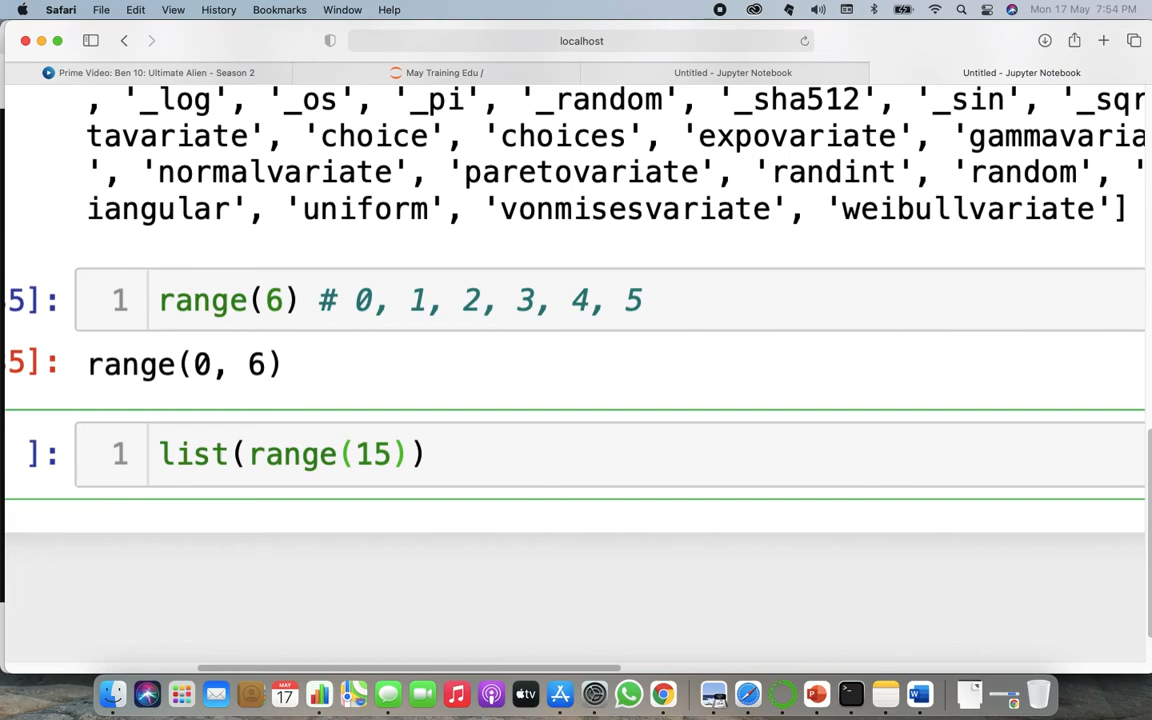 Safari File Edit View History Bookmarks Window Help Mon 17 May 7:54 PM
localhost
Prime Video: Ben 10: Ultimate Alien - Season 2 May Training Edu / Untitled - Jupyter Notebook Untitled - Jupyter Notebook
, '_log', '_os', '_pi', '_random', '_sha512', '_sin', '_sqr
tavariate', 'choice', 'choices', 'expovariate', 'gammavaria
', 'normalvariate', 'paretovariate', 'randint', 'random', '
iangular', 'uniform', 'vonmisesvariate', 'weibullvariate']
5]: 1 range(6) # 0, 1, 2, 3, 4, 5
5]: range(0, 6)
]: 1 list(range(15))
MAY
17
tv